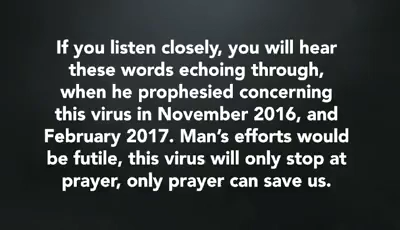 If you listen closely, you will hear
these words echoing through,
when he prophesied concerning
this virus in November 2016, and
February 2017. Man’s efforts would
be futile, this virus will only stop at
prayer, only prayer can save us.